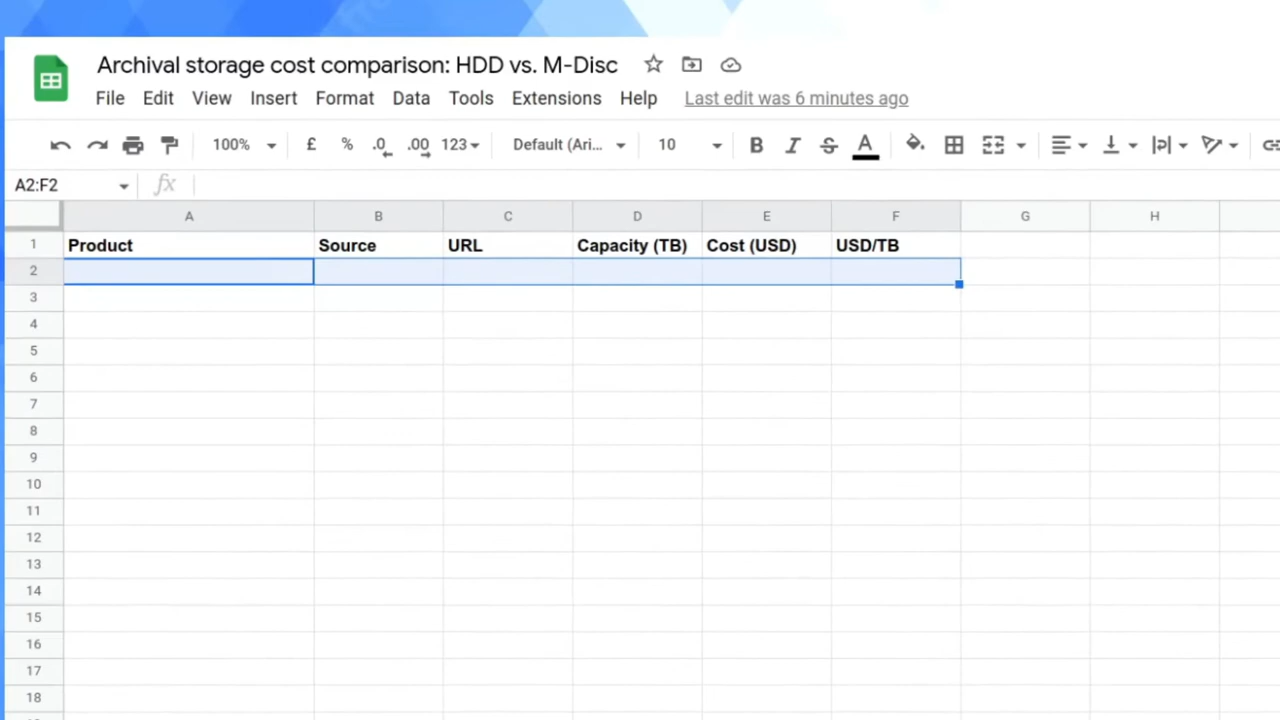 Archival storage cost comparison: HDD vs. M-Disc
File Edit View Insert Format Data Tools Extensions Help Last edit was 6 minutes ago
100% £ % .0 .00 123 Default (Ari... 10 B I S A
A2:F2 fx
A B C D E F G H
1 Product Source URL Capacity (TB) Cost (USD) USD/TB
2
3
4
5
6
7
8
9
10
11
12
13
14
15
16
17
18